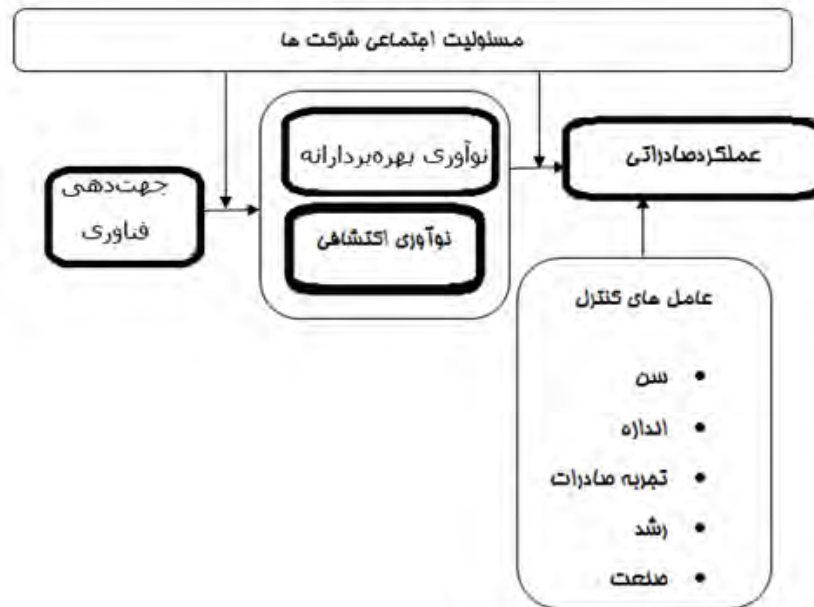 مسئولیت اجتماعی شرکت ها
نوآوری بهره‌بردارانه
عملکردصادراتی
جهت‌دهی
فناوری
نوآوری اکتشافی
عامل های کنترل
• سن
• اندازه
• تجربه صادرات
• رشد
• صنعت